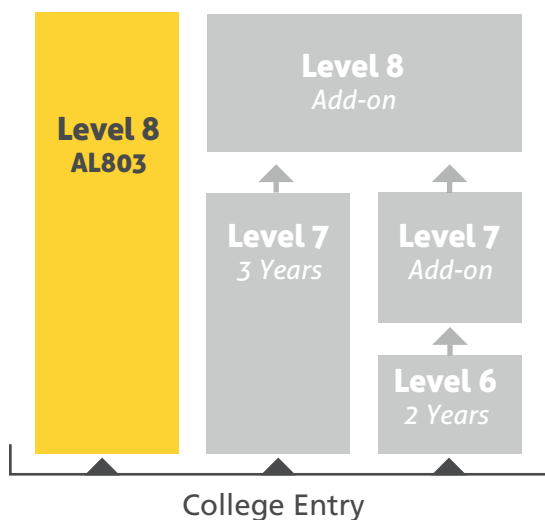 Level 8
AL803
Level 8
Add-on
Level 7
3 Years
Level 7
Add-on
Level 6
2 Years
College Entry